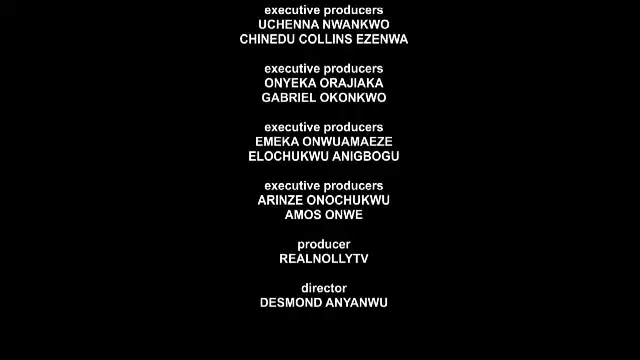 executive producers
UCHENNA NWANKWO
CHINEDU COLLINS EZENWA
executive producers
ONYEKA ORAJIAKA
GABRIEL OKONKWO
executive producers
EMEKA ONWUAMAEZE
ELOCHUKWU ANIGBOGU
executive producers
ARINZE ONOCHUKWU
AMOS ONWE
producer
REALNOLLYTV
director
DESMOND ANYANWU